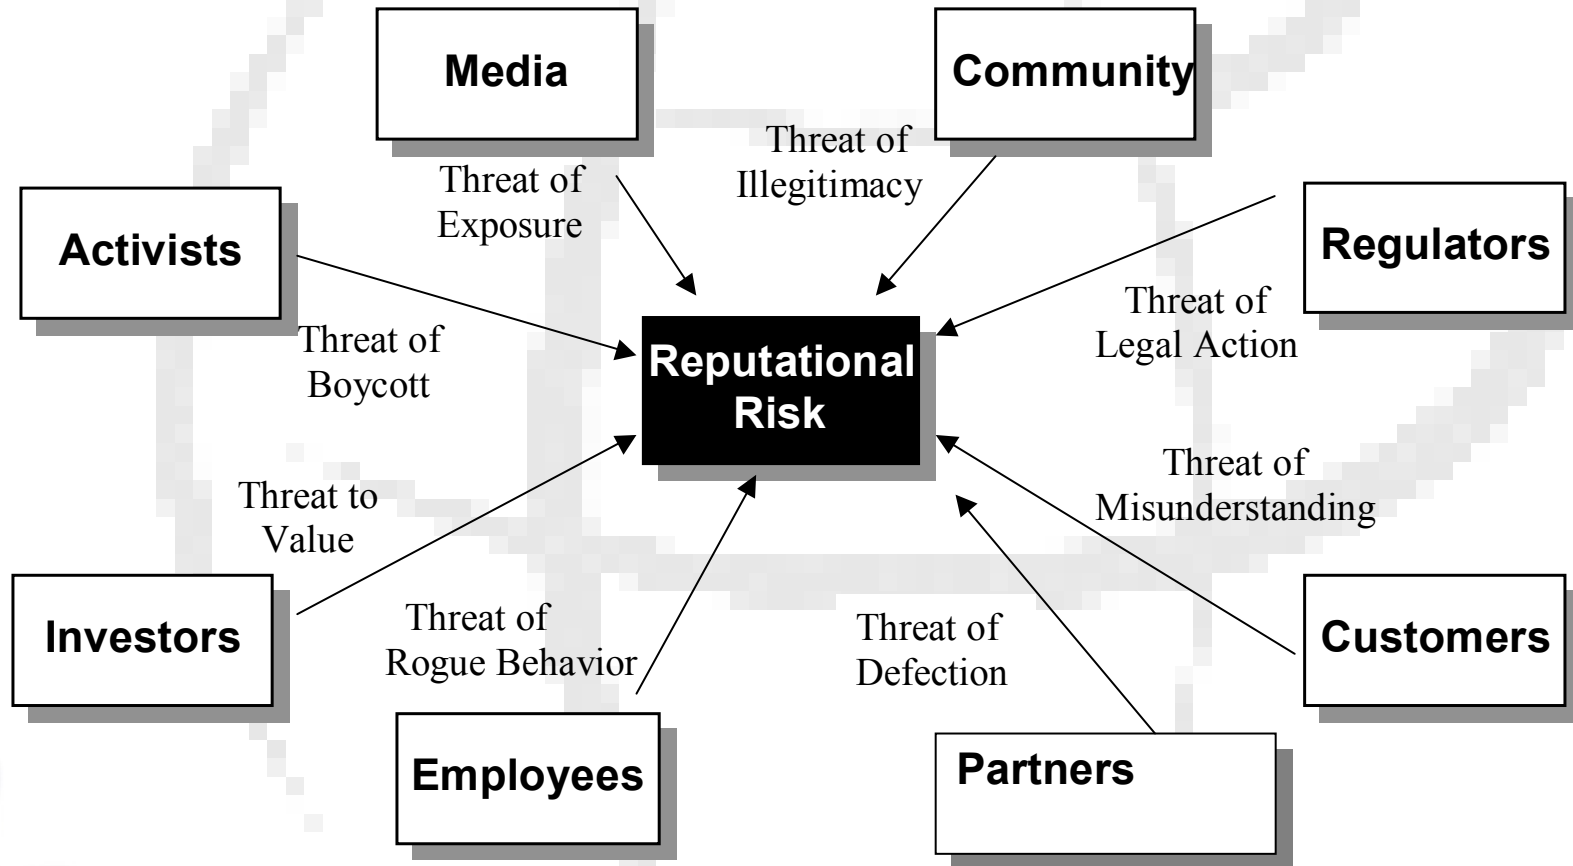 Media
Community
Threat of
Illegitimacy
Threat of
Exposure
Activists
Regulators
Threat of
Legal Action
Threat of
Boycott
Reputational
Risk
Threat of
Misunderstanding
Threat to
Value
Investors
Threat of
Rogue Behavior
Threat of
Defection
Customers
Employees
Partners